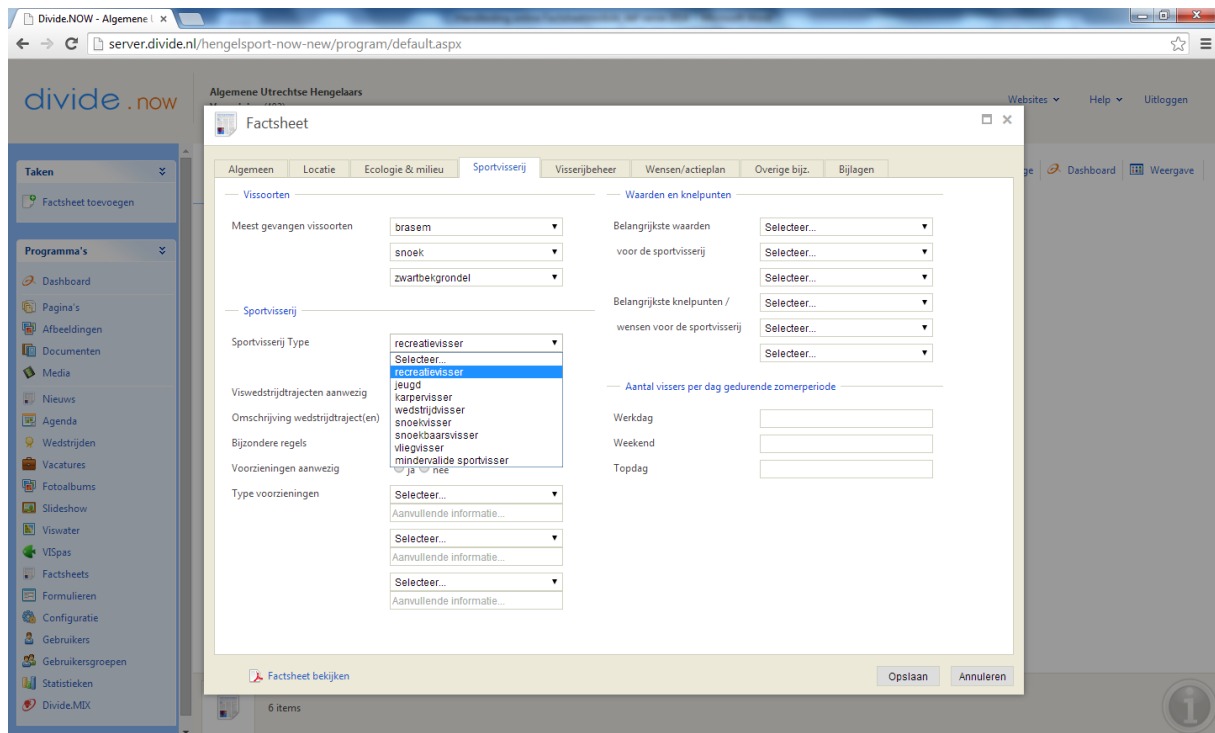 Divide.NOW - Algemene U
server.divide.nl/hengelsport-now-new/program/default.aspx
divide.now
Algemene Utrechtse Hengelaars
Websites
Help
Uitloggen
Dashboard
Weergave
Taken
Factsheet toevoegen
Programma's
Dashboard
Pagina's
Afbeeldingen
Documenten
Media
Nieuws
Agenda
Wedstrijden
Vacatures
Fotoalbums
Slideshow
Viswater
VISpas
Factsheets
Formulieren
Configuratie
Gebruikers
Gebruikersgroepen
Statistieken
Divide.MIX
Factsheet
Algemeen Locatie Ecologie & milieu Sportvisserij Visserijbeheer Wensen/actieplan Overige bijz. Bijlagen
Vissoorten
Meest gevangen vissoorten brasem
snoek
zwartbekgrondel
Sportvisserij
Sportvisserij Type recreatievisser
Selecteer...
recreatievisser
jeugd
karpervisser
wedstrijdvisser
snoekvisser
snoekbaarsvisser
vliegvisser
mindervalide sportvisser
Viswedstrijdtrajecten aanwezig
Omschrijving wedstrijdtraject(en)
Bijzondere regels
Voorzieningen aanwezig ja nee
Type voorzieningen Selecteer...
Aanvullende informatie...
Selecteer...
Aanvullende informatie...
Selecteer...
Aanvullende informatie...
Waarden en knelpunten
Belangrijkste waarden Selecteer...
voor de sportvisserij Selecteer...
Selecteer...
Belangrijkste knelpunten / Selecteer...
wensen voor de sportvisserij Selecteer...
Selecteer...
Aantal vissers per dag gedurende zomerperiode
Werkdag
Weekend
Topdag
Factsheet bekijken
Opslaan
Annuleren
6 items